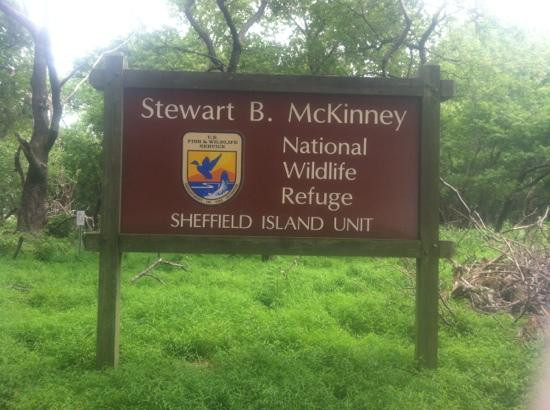 Stewart B. McKinney
U.S.
FISH & WILDLIFE
SERVICE
National
Wildlife
Refuge
SHEFFIELD ISLAND UNIT